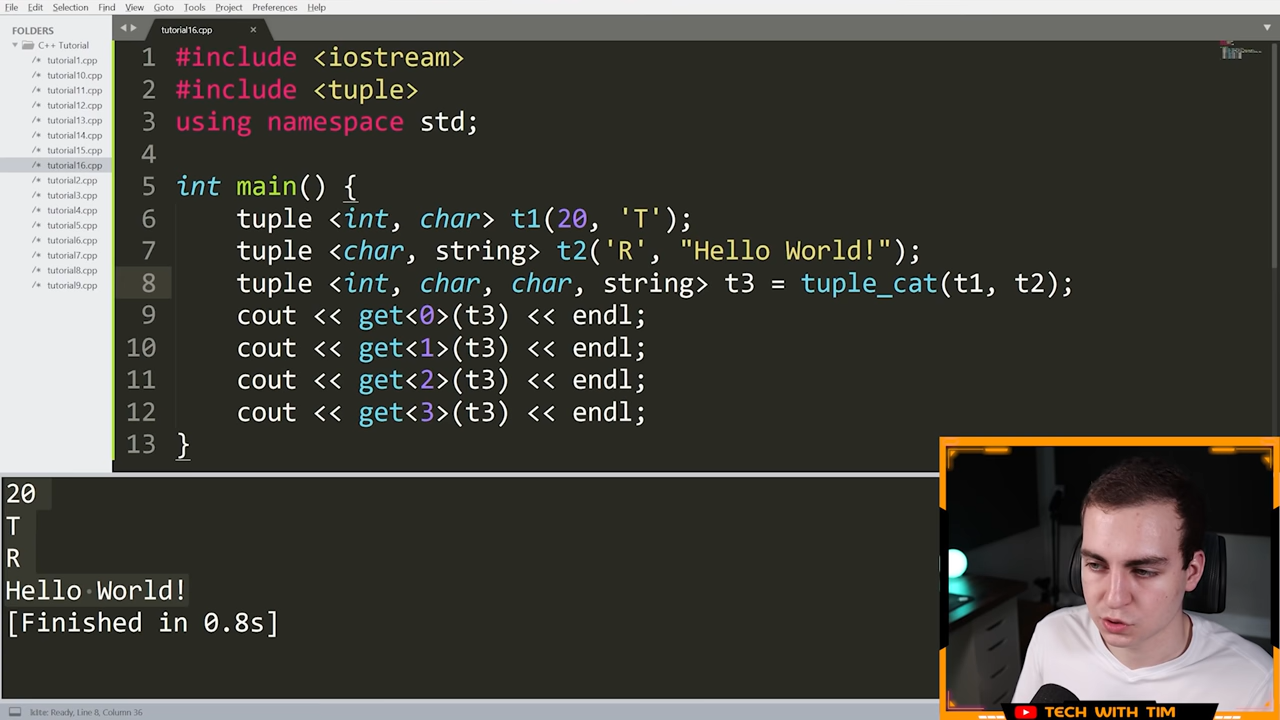 File Edit Selection Find View Goto Tools Project Preferences Help
FOLDERS
C++ Tutorial
/* tutorial1.cpp
/* tutorial10.cpp
/* tutorial11.cpp
/* tutorial12.cpp
/* tutorial13.cpp
/* tutorial14.cpp
/* tutorial15.cpp
/* tutorial16.cpp
/* tutorial2.cpp
/* tutorial3.cpp
/* tutorial4.cpp
/* tutorial5.cpp
/* tutorial6.cpp
/* tutorial7.cpp
/* tutorial8.cpp
/* tutorial9.cpp
tutorial16.cpp ×
1 #include <iostream>
2 #include <tuple>
3 using namespace std;
4
5 int main() {
6 tuple <int, char> t1(20, 'T');
7 tuple <char, string> t2('R', "Hello World!");
8 tuple <int, char, char, string> t3 = tuple_cat(t1, t2);
9 cout << get<0>(t3) << endl;
10 cout << get<1>(t3) << endl;
11 cout << get<2>(t3) << endl;
12 cout << get<3>(t3) << endl;
13 }
20
T
R
Hello·World!
[Finished in 0.8s]
TECH WITH TIM
Ready, Line 8, Column 36